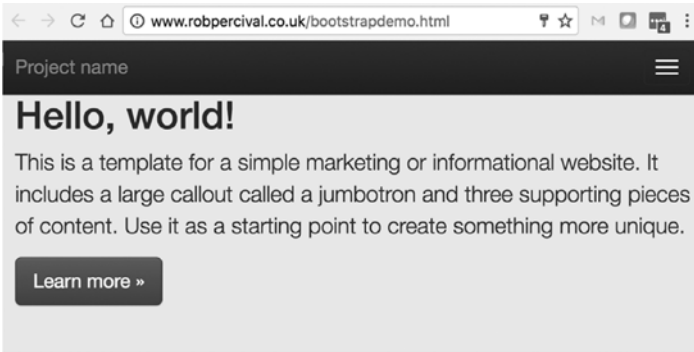 www.robpercival.co.uk/bootstrapdemo.html
4
Project name
Hello, world!
This is a template for a simple marketing or informational website. It
includes a large callout called a jumbotron and three supporting pieces
of content. Use it as a starting point to create something more unique.
Learn more »